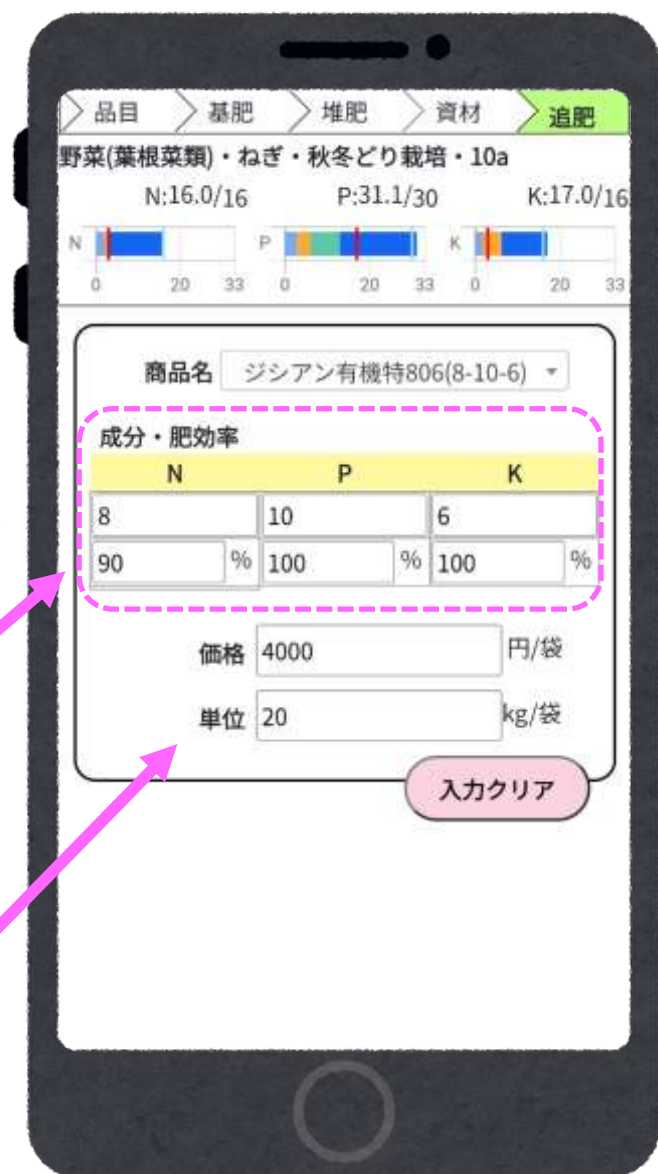 品目 基肥 堆肥 資材 追肥
野菜(葉根菜類)・ねぎ・秋冬どり栽培・10a
N:16.0/16 P:31.1/30 K:17.0/16
N P K
0 20 33 0 20 33 0 20 33
商品名 ジシアン有機特806(8-10-6)
成分・肥効率
N P K
8 10 6
90 % 100 % 100 %
価格 4000 円/袋
単位 20 kg/袋
入力クリア